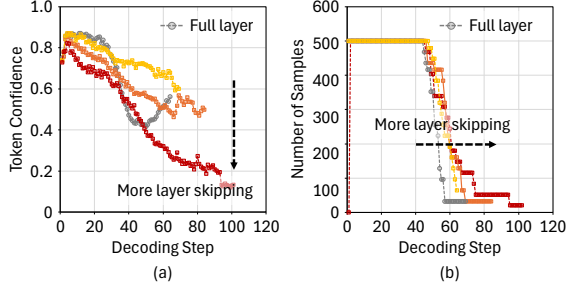 1.0
0.8
0.6
0.4
0.2
0
Token Confidence
Full layer
More layer skipping
0 20 40 60 80 100 120
Decoding Step
(a)
600
500
400
300
200
100
00
Number of Samples
Full layer
More layer skipping
0 20 40 60 80 100 120
Decoding Step
(b)